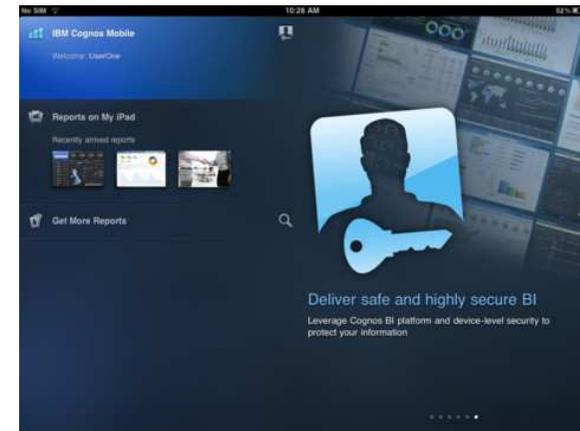 No SIM
10:28 AM
52%
IBM Cognos Mobile
Welcome: UserOne
Reports on My iPad
Recently arrived reports
Get More Reports
Deliver safe and highly secure BI
Leverage Cognos BI platform and device-level security to
protect your information